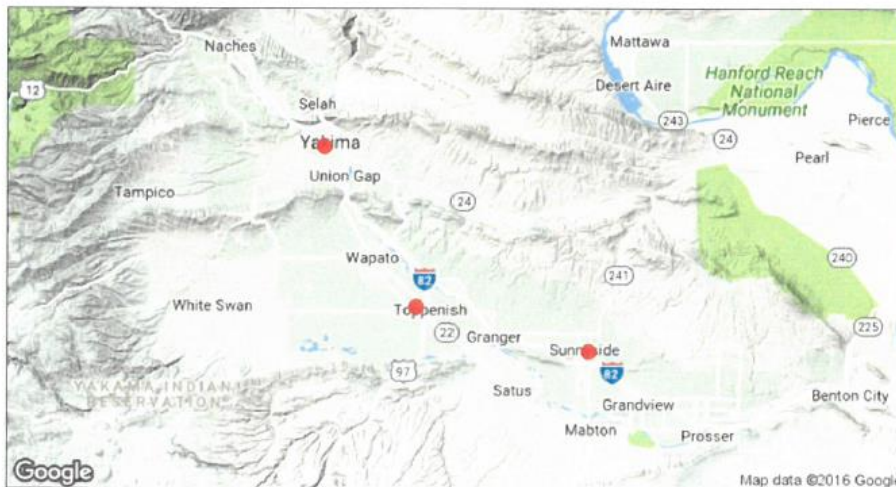 Naches
Mattawa
12
Desert Aire
Hanford Reach
National
Monument
Selah
243
24
Pierce
Yakima
Pearl
Union Gap
Tampico
24
240
Wapato
241
82
White Swan
Toppenish
22
Granger
225
Sunnyside
97
82
YAKAMA INDIAN
RESERVATION
Satus
Grandview
Benton City
Mabton
Prosser
Google
Map data ©2016 Google